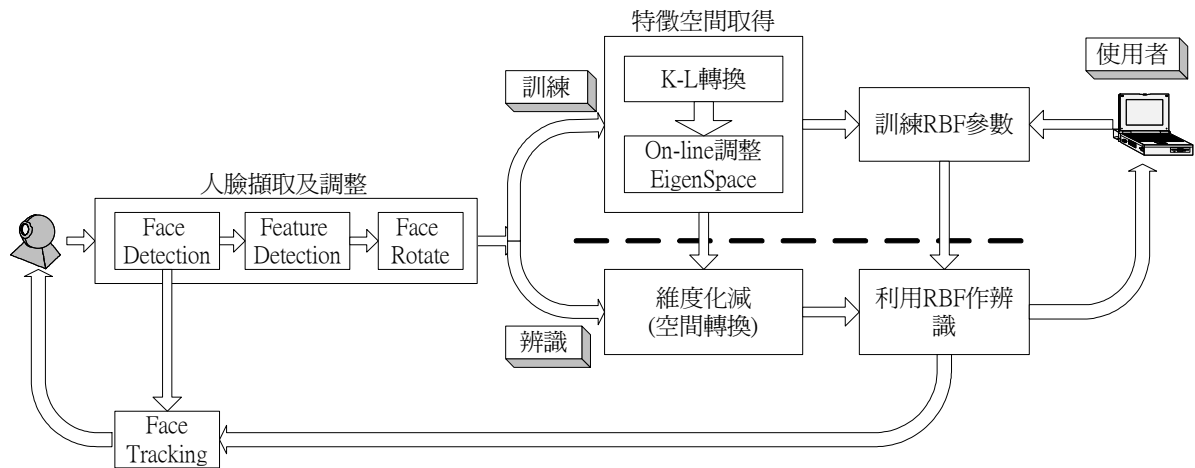 特徵空間取得
使用者
訓練
K-L轉換
訓練RBF參數
On-line調整
EigenSpace
人臉擷取及調整
Face
Detection
Feature
Detection
Face
Rotate
維度化減
(空間轉換)
利用RBF作辨
識
辨識
Face
Tracking